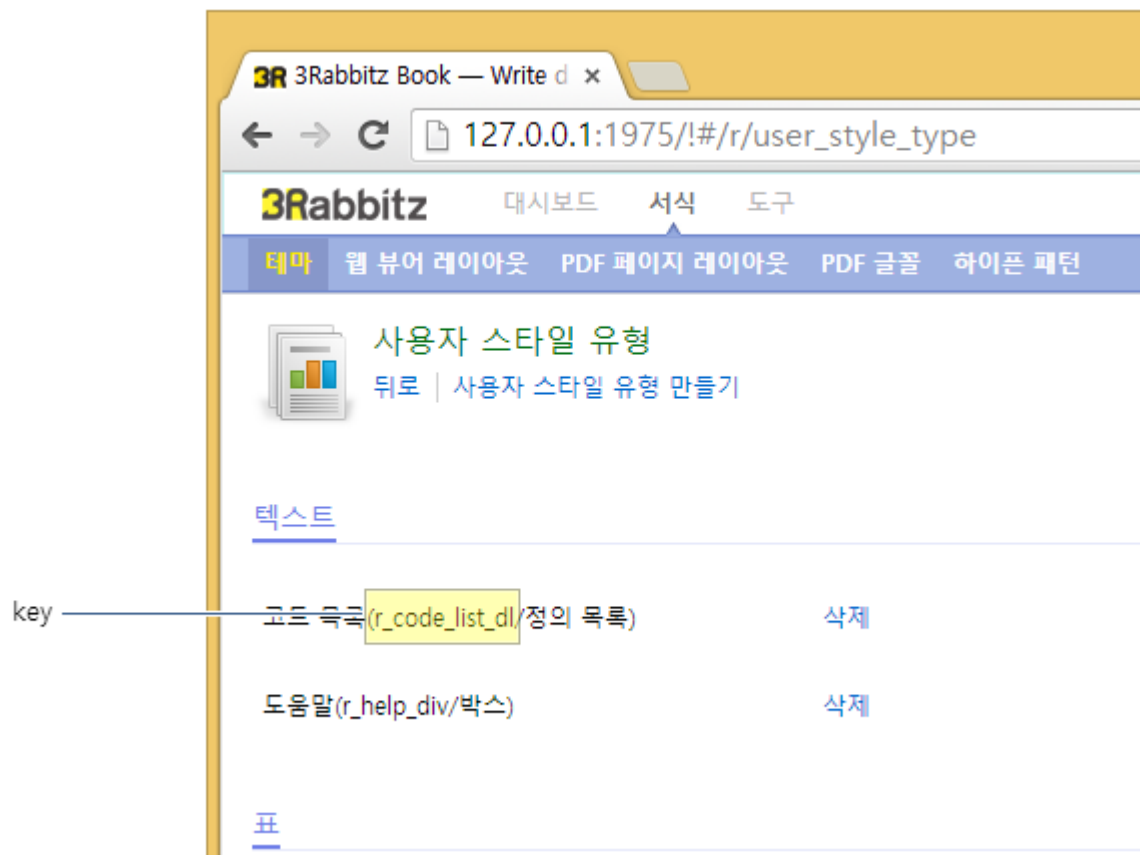 3R 3Rabbitz Book — Write d ×
127.0.0.1:1975/!#/r/user_style_type
3Rabbitz 대시보드 서식 도구
테마 웹 뷰어 레이아웃 PDF 페이지 레이아웃 PDF 글꼴 하이픈 패턴
사용자 스타일 유형
뒤로 사용자 스타일 유형 만들기
텍스트
key 코드 목록(r_code_list_dl/정의 목록) 삭제
도움말(r_help_div/박스) 삭제
표